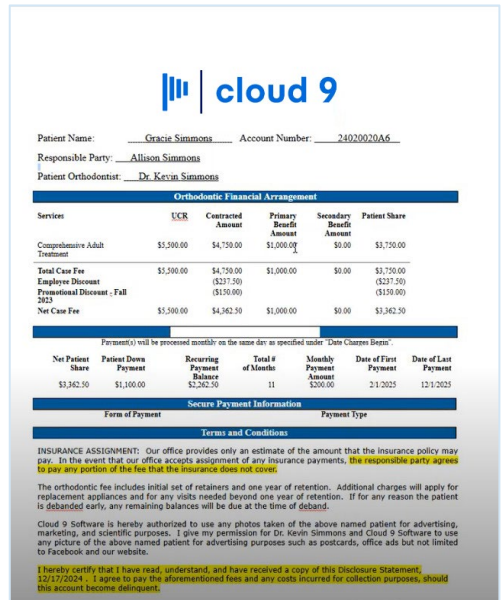 cloud 9
Patient Name: Gracie Simmons Account Number: 24020020A6
Responsible Party: Allison Simmons
Patient Orthodontist: Dr. Kevin Simmons
Orthodontic Financial Arrangement
Services UCR Contracted Amount Primary Benefit Amount Secondary Benefit Amount Patient Share
Comprehensive Adult Treatment $5,500.00 $4,750.00 $1,000.00 $0.00 $3,750.00
Total Case Fee $5,500.00 $4,750.00 $1,000.00 $0.00 $3,750.00
Employee Discount ($237.50) ($237.50)
Promotional Discount - Fall 2023 ($150.00) ($150.00)
Net Case Fee $5,500.00 $4,362.50 $1,000.00 $0.00 $3,362.50
Payment(s) will be processed monthly on the same day as specified under "Date Charges Begin".
Net Patient Share Patient Down Payment Recurring Payment Balance Total # of Months Monthly Payment Amount Date of First Payment Date of Last Payment
$3,362.50 $1,100.00 $2,262.50 11 $200.00 2/1/2025 12/1/2025
Secure Payment Information
Form of Payment Payment Type
Terms and Conditions
INSURANCE ASSIGNMENT: Our office provides only an estimate of the amount that the insurance policy may
pay. In the event that our office accepts assignment of any insurance payments, the responsible party agrees
to pay any portion of the fee that the insurance does not cover.
The orthodontic fee includes initial set of retainers and one year of retention. Additional charges will apply for
replacement appliances and for any visits needed beyond one year of retention. If for any reason the patient
is debanded early, any remaining balances will be due at the time of deband.
Cloud 9 Software is hereby authorized to use any photos taken of the above named patient for advertising,
marketing, and scientific purposes. I give my permission for Dr. Kevin Simmons and Cloud 9 Software to use
any picture of the above named patient for advertising purposes such as postcards, office ads but not limited
to Facebook and our website.
I hereby certify that I have read, understand, and have received a copy of this Disclosure Statement,
12/17/2024 . I agree to pay the aforementioned fees and any costs incurred for collection purposes, should
this account become delinquent.